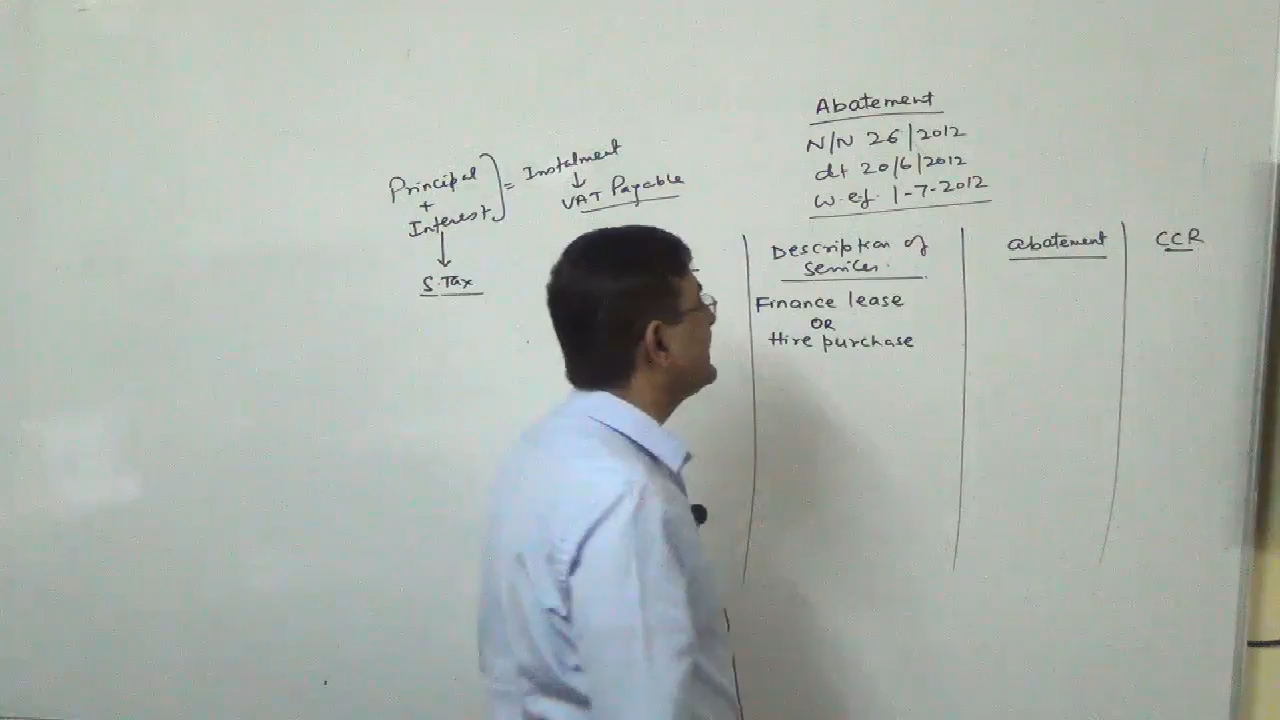 Principal
+
Interest
= Instalment
↓
VAT Payable
↓
S. Tax
Abatement
N/N 26/2012
dt 20/6/2012
w.ef. 1-7-2012
Description of
services.
abatement
CCR
Finance lease
OR
Hire purchase